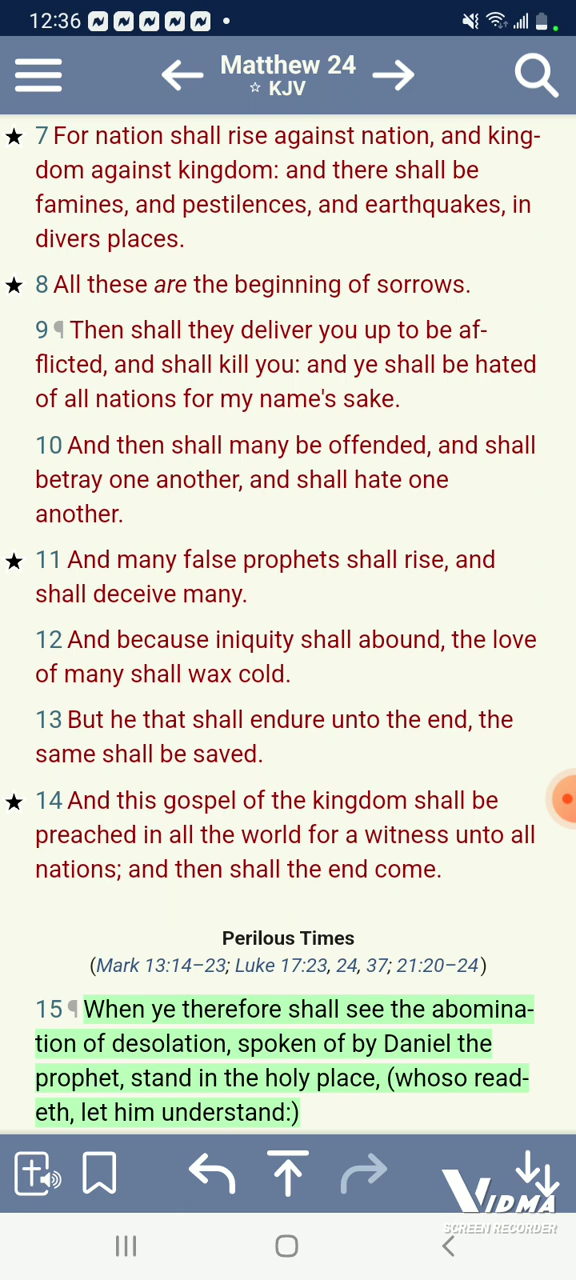 12:36
Matthew 24
☆ KJV
★ 7 For nation shall rise against nation, and king-
dom against kingdom: and there shall be
famines, and pestilences, and earthquakes, in
divers places.
★ 8 All these are the beginning of sorrows.
9 ¶ Then shall they deliver you up to be af-
flicted, and shall kill you: and ye shall be hated
of all nations for my name's sake.
10 And then shall many be offended, and shall
betray one another, and shall hate one
another.
★ 11 And many false prophets shall rise, and
shall deceive many.
12 And because iniquity shall abound, the love
of many shall wax cold.
13 But he that shall endure unto the end, the
same shall be saved.
★ 14 And this gospel of the kingdom shall be
preached in all the world for a witness unto all
nations; and then shall the end come.
Perilous Times
(Mark 13:14–23; Luke 17:23, 24, 37; 21:20–24)
15 ¶ When ye therefore shall see the abomina-
tion of desolation, spoken of by Daniel the
prophet, stand in the holy place, (whoso read-
eth, let him understand:)
VIDMA
SCREEN RECORDER